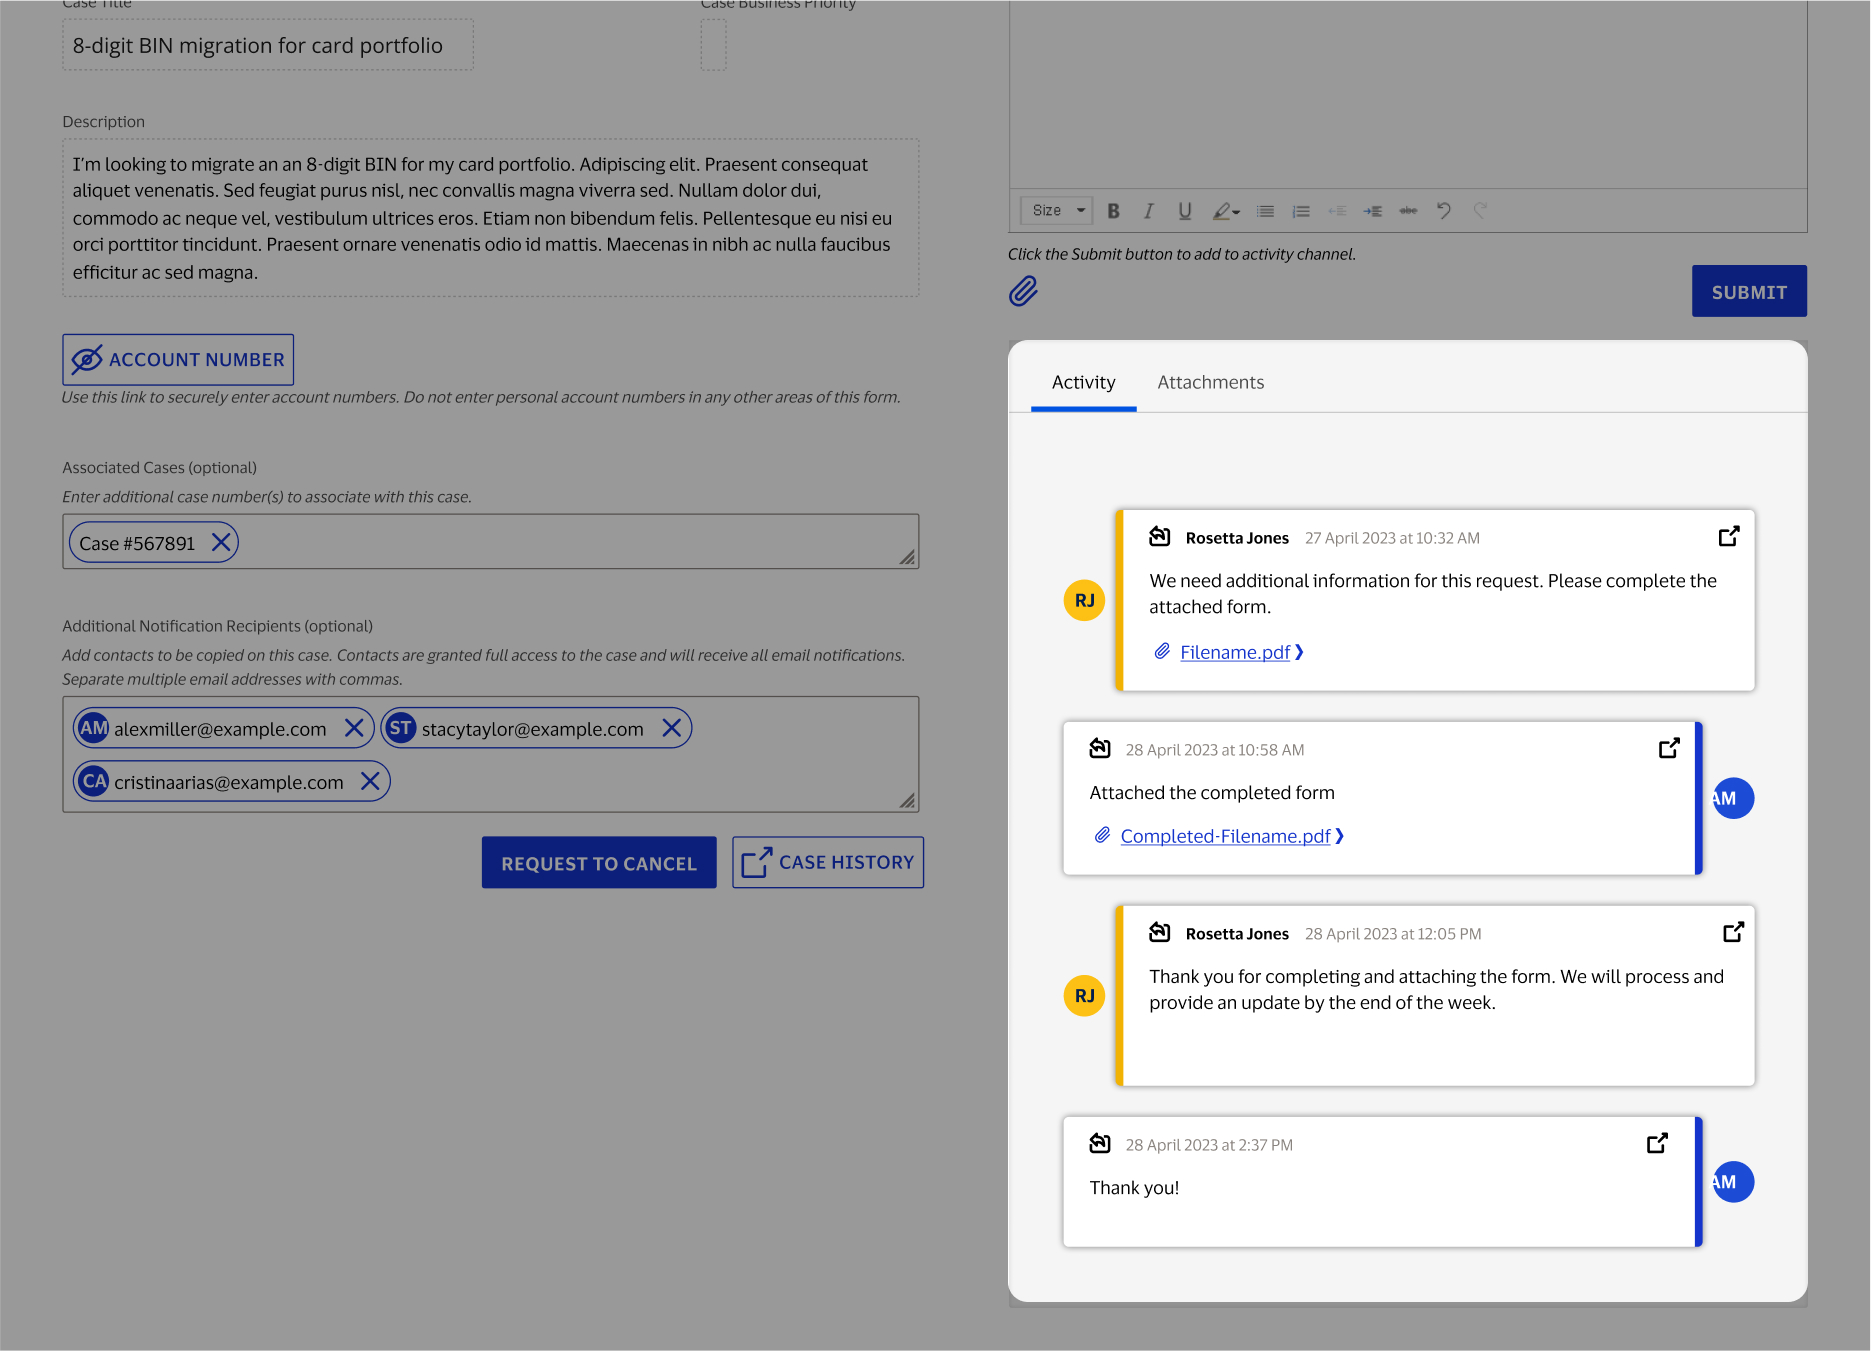 Case Title
8-digit BIN migration for card portfolio
Case Business Priority
Description
I'm looking to migrate an an 8-digit BIN for my card portfolio. Adipiscing elit. Praesent consequat
aliquet venenatis. Sed feugiat purus nisl, nec convallis magna viverra sed. Nullam dolor dui,
commodo ac neque vel, vestibulum ultrices eros. Etiam non bibendum felis. Pellentesque eu nisi eu
orci porttitor tincidunt. Praesent ornare venenatis odio id mattis. Maecenas in nibh ac nulla faucibus
efficitur ac sed magna.
ACCOUNT NUMBER
Use this link to securely enter account numbers. Do not enter personal account numbers in any other areas of this form.
Associated Cases (optional)
Enter additional case number(s) to associate with this case.
Case #567891
Additional Notification Recipients (optional)
Add contacts to be copied on this case. Contacts are granted full access to the case and will receive all email notifications.
Separate multiple email addresses with commas.
AM alexmiller@example.com
ST stacytaylor@example.com
CA cristinaarias@example.com
REQUEST TO CANCEL
CASE HISTORY
Size B I U abc
Click the Submit button to add to activity channel.
SUBMIT
Activity
Attachments
RJ
Rosetta Jones 27 April 2023 at 10:32 AM
We need additional information for this request. Please complete the
attached form.
Filename.pdf
28 April 2023 at 10:58 AM
Attached the completed form
Completed-Filename.pdf
AM
RJ
Rosetta Jones 28 April 2023 at 12:05 PM
Thank you for completing and attaching the form. We will process and
provide an update by the end of the week.
28 April 2023 at 2:37 PM
Thank you!
AM